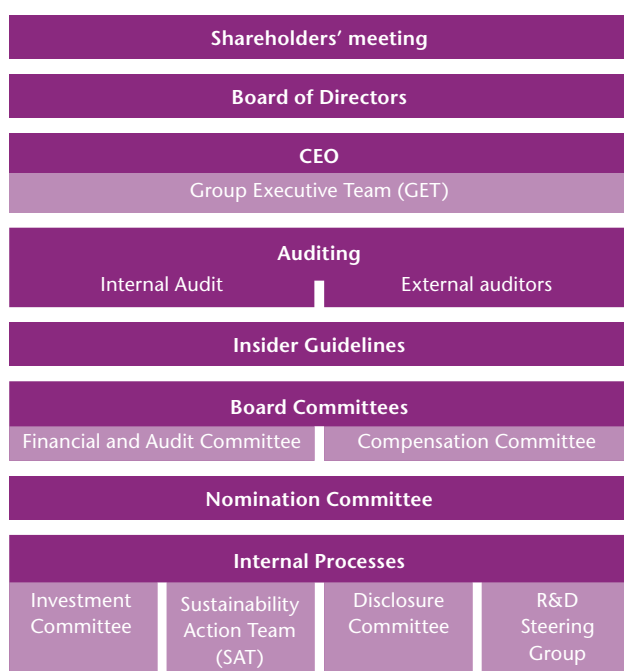 Shareholders’ meeting
Board of Directors
CEO
Group Executive Team (GET)
Auditing
Internal Audit
External auditors
Insider Guidelines
Board Committees
Financial and Audit Committee
Compensation Committee
Nomination Committee
Internal Processes
Investment
Committee
Sustainability
Action Team
(SAT)
Disclosure
Committee
R&D
Steering
Group